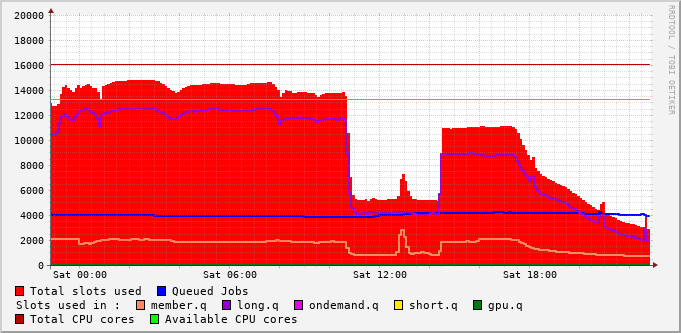 20000
18000
16000
14000
12000
10000
8000
6000
4000
2000
0
Sat 00:00 Sat 06:00 Sat 12:00 Sat 18:00
RRDTOOL / TOBI OETIKER
Total slots used Queued Jobs
Slots used in : member.q long.q ondemand.q short.q gpu.q
Total CPU cores Available CPU cores